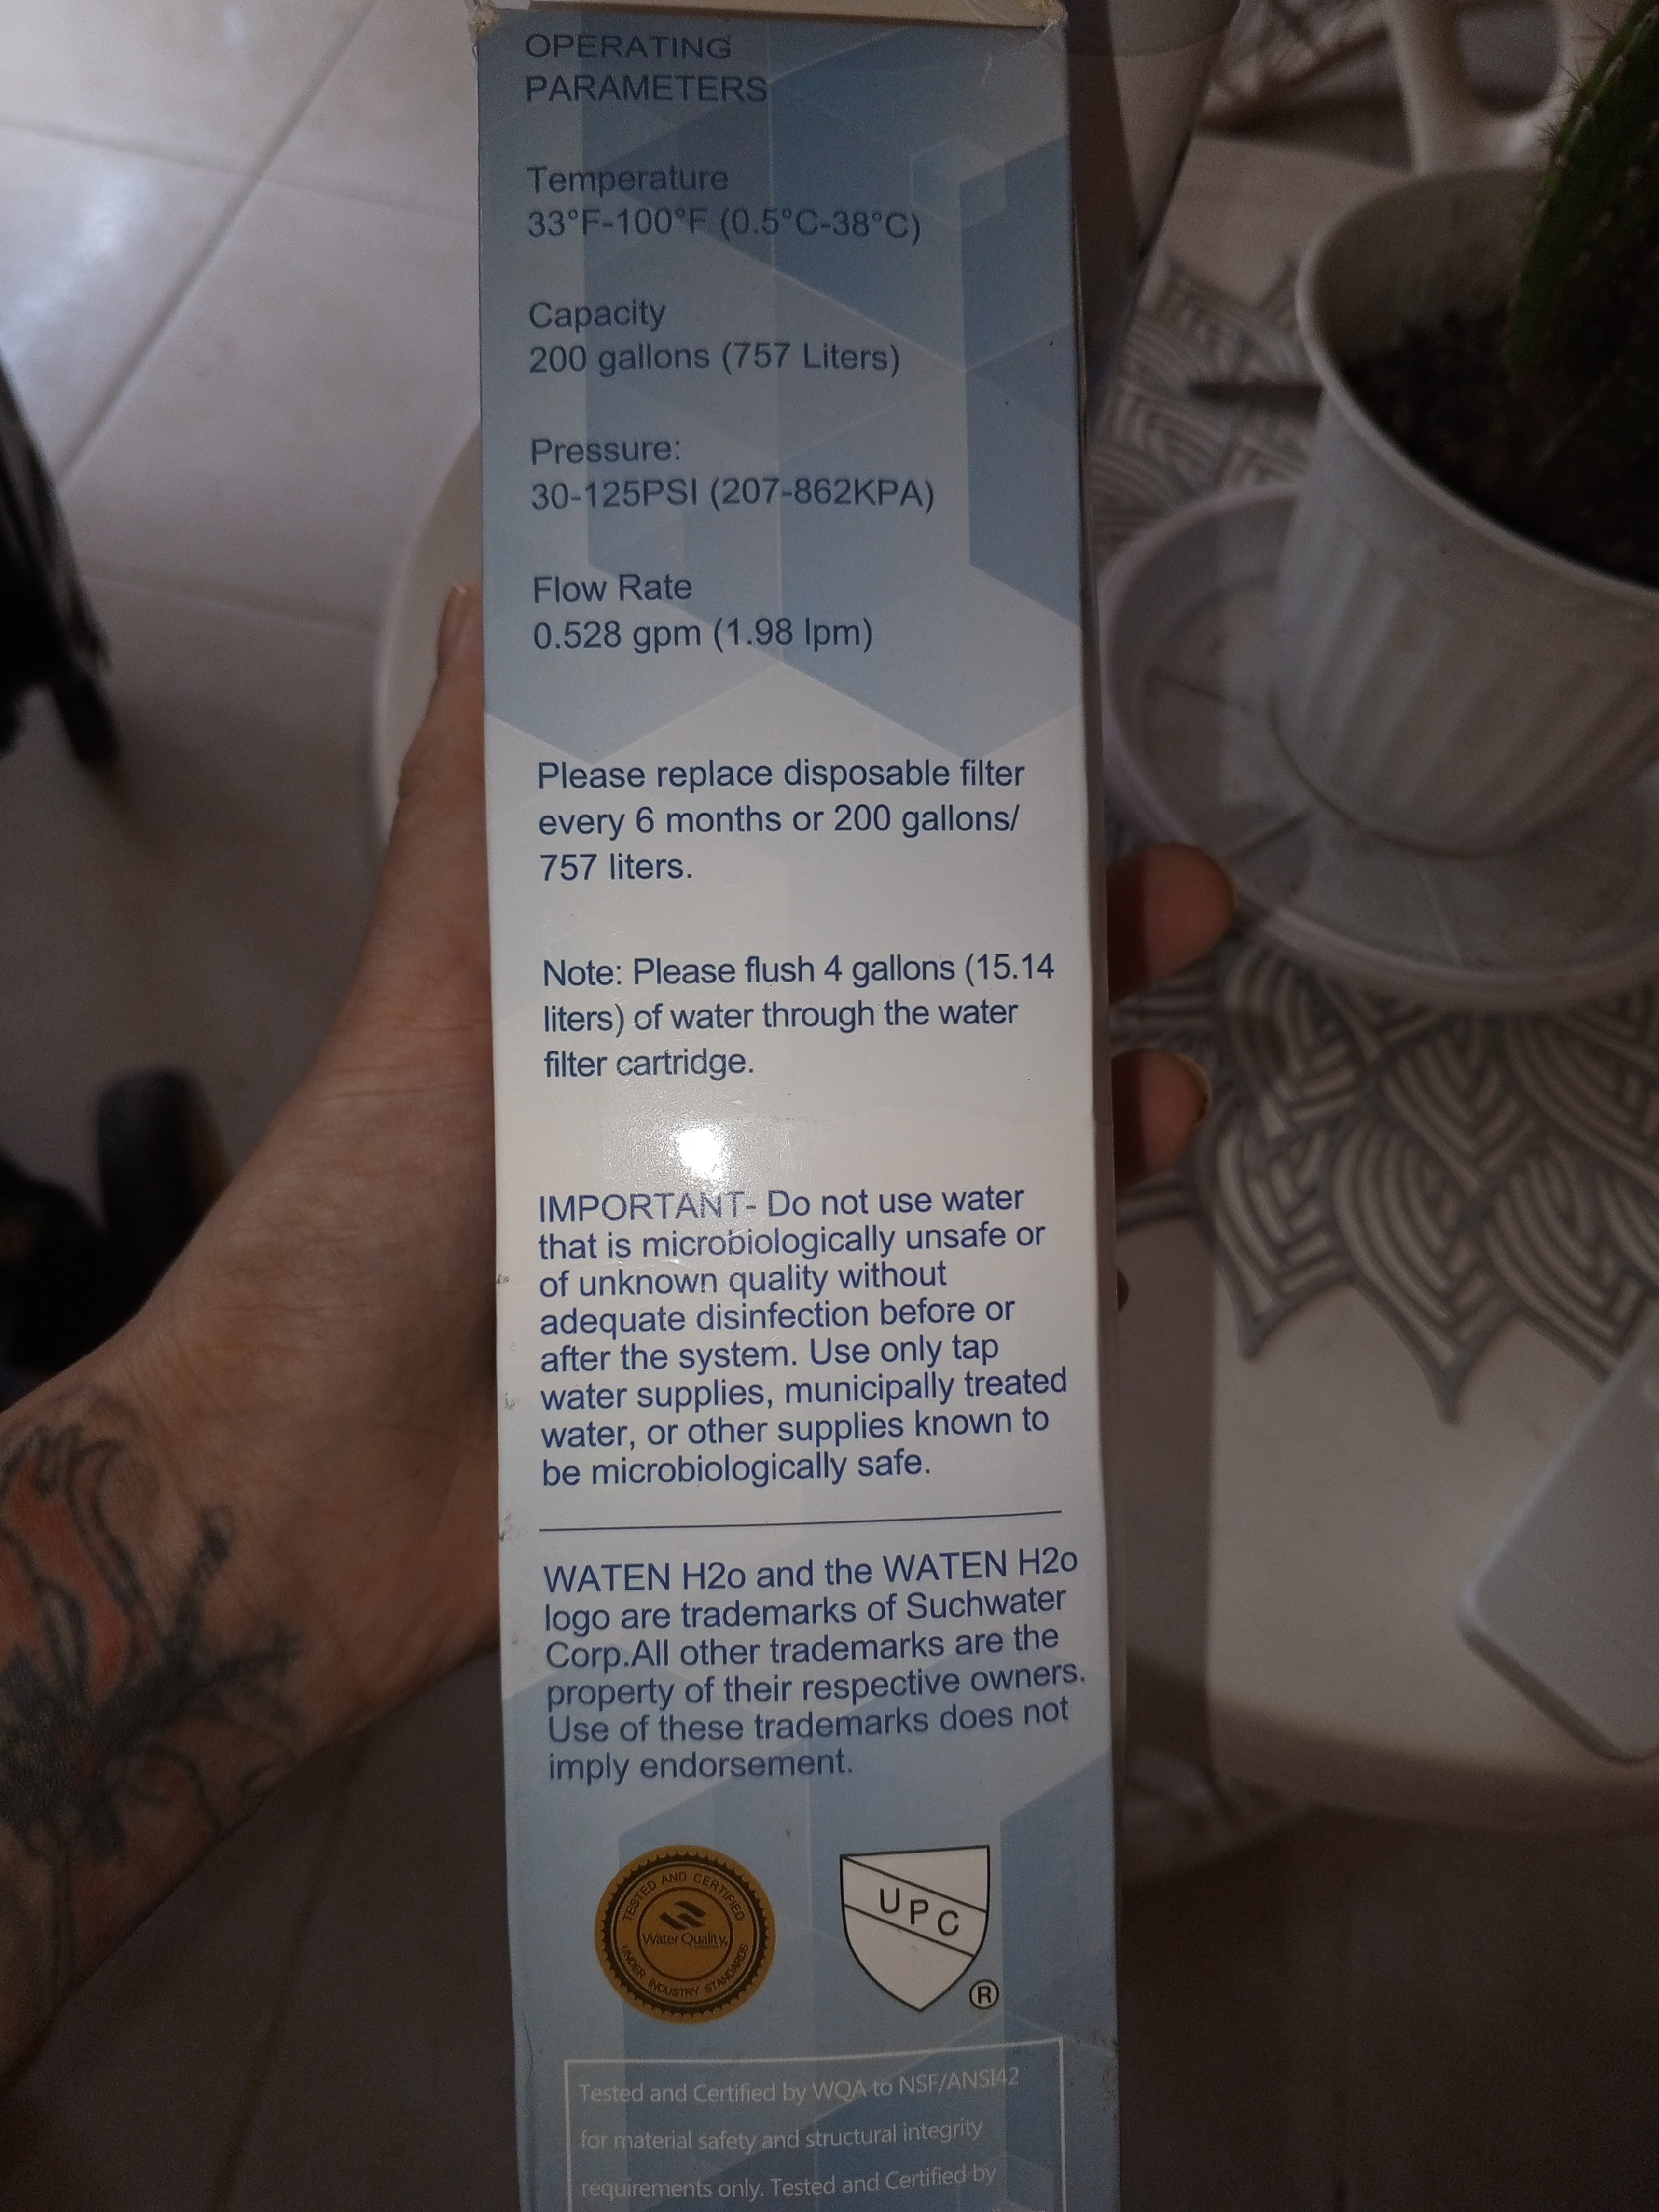 OPERATING
PARAMETERS
Temperature
33°F-100°F (0.5°C-38°C)
Capacity
200 gallons (757 Liters)
Pressure:
30-125PSI (207-862KPA)
Flow Rate
0.528 gpm (1.98 lpm)
Please replace disposable filter
every 6 months or 200 gallons/
757 liters.
Note: Please flush 4 gallons (15.14
liters) of water through the water
filter cartridge.
IMPORTANT- Do not use water
that is microbiologically unsafe or
of unknown quality without
adequate disinfection before or
after the system. Use only tap
water supplies, municipally treated
water, or other supplies known to
be microbiologically safe.
WATEN H2o and the WATEN H2o
logo are trademarks of Suchwater
Corp.All other trademarks are the
property of their respective owners.
Use of these trademarks does not
imply endorsement.
TESTED AND CERTIFIED
Water Quality
UNDER INDUSTRY STANDARDS
UPC
®
Tested and Certified by WQA to NSF/ANSI42
for material safety and structural integrity
requirements only. Tested and Certified by